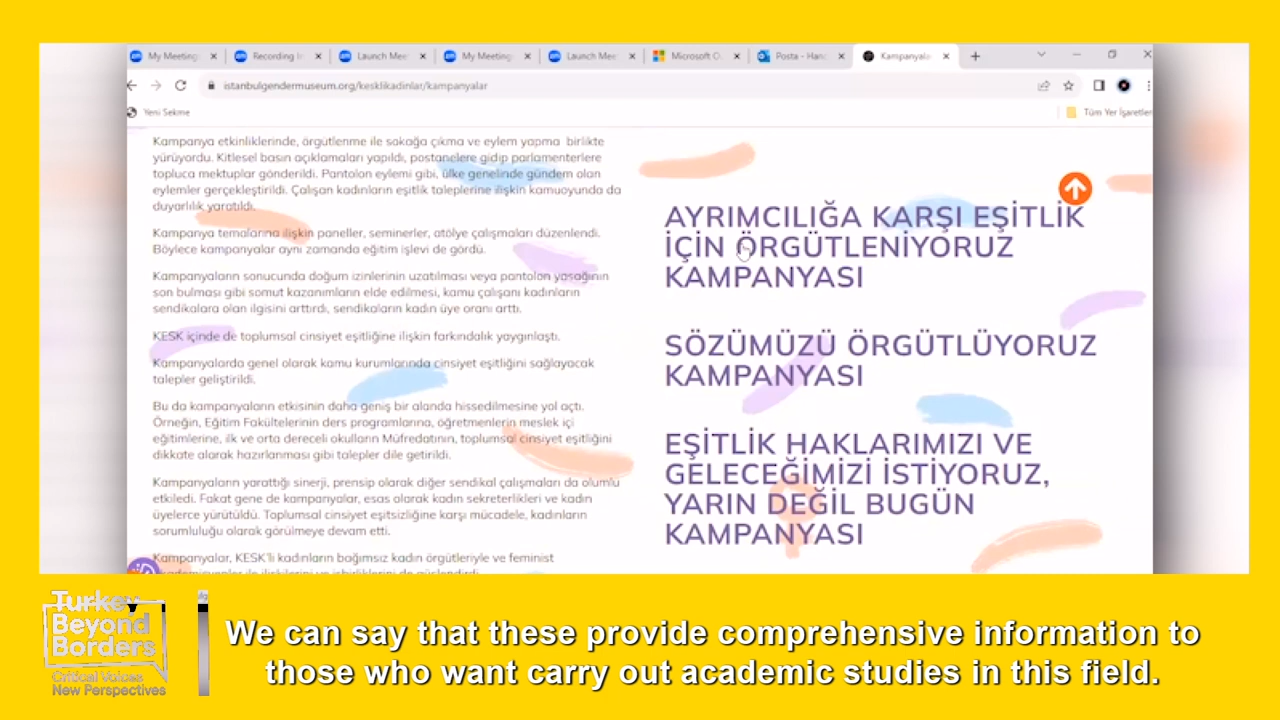 My Meeting
Recording In
Launch Mee
My Meeting
Launch Mee
Microsoft O
Posta - Hand
Kampanyala
istanbulgendermuseum.org/kesklikadinlar/kampanyalar
Yeni Sekme
Tüm Yer İşaretler
Kampanya etkinliklerinde, örgütlenme ile sokağa çıkma ve eylem yapma birlikte
yürüyordu. Kitlesel basın açıklamaları yapıldı, postanelere gidip parlamenterlere
topluca mektuplar gönderildi. Pantolon eylemi gibi, ülke genelinde gündem olan
eylemler gerçekleştirildi. Çalışan kadınların eşitlik taleplerine ilişkin kamuoyunda da
duyarlılık yaratıldı.
Kampanya temalarına ilişkin paneller, seminerler, atölye çalışmaları düzenlendi.
Böylece kampanyalar aynı zamanda eğitim işlevi de gördü.
Kampanyaların sonucunda doğum izinlerinin uzatılması veya pantolon yasağının
son bulması gibi somut kazanımların elde edilmesi, kamu çalışanı kadınların
sendikalara olan ilgisini arttırdı, sendikaların kadın üye oranı arttı.
KESK içinde de toplumsal cinsiyet eşitliğine ilişkin farkındalık yaygınlaştı.
Kampanyalarda genel olarak kamu kurumlarında cinsiyet eşitliğini sağlayacak
talepler geliştirildi.
Bu da kampanyaların etkisinin daha geniş bir alanda hissedilmesine yol açtı.
Örneğin, Eğitim Fakültelerinin ders programlarına, öğretmenlerin meslek içi
eğitimlerine, ilk ve orta dereceli okulların Müfredatının, toplumsal cinsiyet eşitliğini
dikkate alarak hazırlanması gibi talepler dile getirildi.
Kampanyaların yarattığı sinerji, prensip olarak diğer sendikal çalışmaları da olumlu
etkiledi. Fakat gene de kampanyalar, esas olarak kadın sekreterlikleri ve kadın
üyelerce yürütüldü. Toplumsal cinsiyet eşitsizliğine karşı mücadele, kadınların
sorumluluğu olarak görülmeye devam etti.
Kampanyalar, KESK'li kadınların bağımsız kadın örgütleriyle ve feminist
AYRIMCILIĞA KARŞI EŞİTLİK
İÇİN ÖRGÜTLENİYORUZ
KAMPANYASI
SÖZÜMÜZÜ ÖRGÜTLÜYORUZ
KAMPANYASI
EŞİTLİK HAKLARIMIZI VE
GELECEĞİMİZİ İSTİYORUZ,
YARIN DEĞİL BUGÜN
KAMPANYASI
Turkey
Beyond
Borders
Critical Voices
New Perspectives
We can say that these provide comprehensive information to
those who want carry out academic studies in this field.